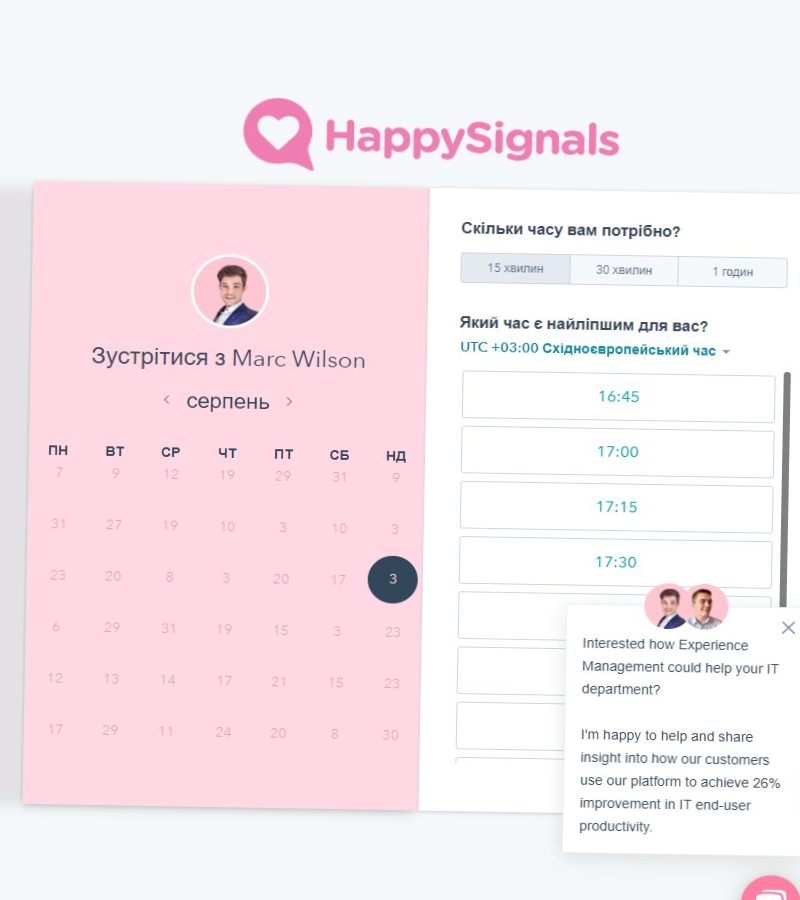 HappySignals
Зустрітися з Marc Wilson
серпень
ПН ВТ СР ЧТ ПТ СБ НД
7 9 12 19 29 31 9
31 27 19 10 3 10 3
23 20 8 3 20 17 3
6 29 31 19 15 3 23
12 13 14 17 21 15 23
17 29 11 24 20 8 30
Скільки часу вам потрібно?
15 хвилин 30 хвилин 1 годин
Який час є найліпшим для вас?
UTC +03:00 Східноєвропейський час
16:45
17:00
17:15
17:30
Interested how Experience
Management could help your IT
department?
I'm happy to help and share
insight into how our customers
use our platform to achieve 26%
improvement in IT end-user
productivity.